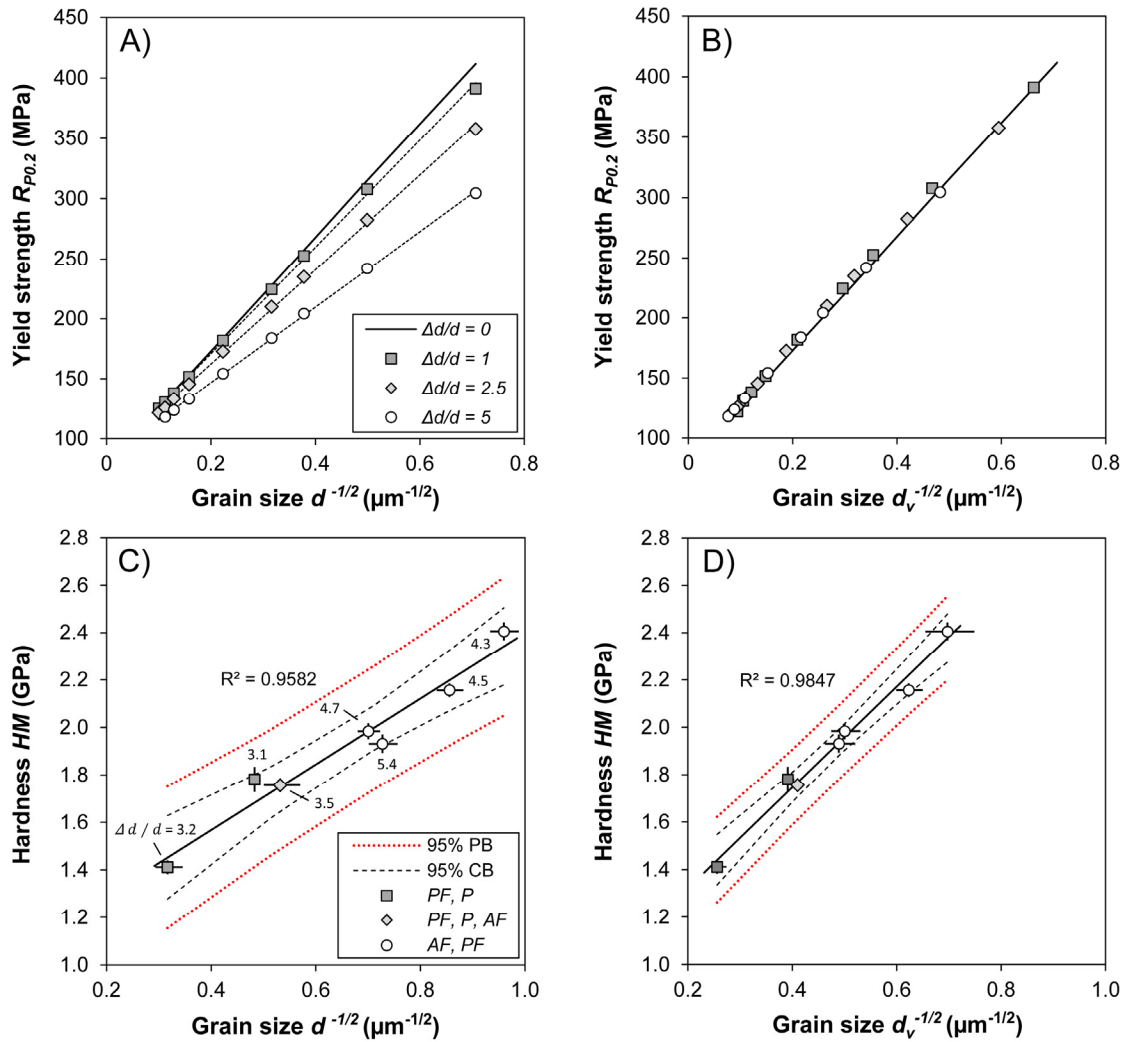 A)
Yield strength R_P0.2 (MPa)
450
400
350
300
250
200
150
100
Δd/d = 0
Δd/d = 1
Δd/d = 2.5
Δd/d = 5
0
0.2
0.4
0.6
0.8
Grain size d ^-1/2 (μm^-1/2)
B)
Yield strength R_P0.2 (MPa)
450
400
350
300
250
200
150
100
0
0.2
0.4
0.6
0.8
Grain size d_v^-1/2 (μm^-1/2)
C)
Hardness HM (GPa)
2.8
2.6
2.4
2.2
2.0
1.8
1.6
1.4
1.2
1.0
R² = 0.9582
4.3
4.5
4.7
5.4
3.1
3.5
Δd/d = 3.2
95% PB
95% CB
PF, P
PF, P, AF
AF, PF
0.2
0.4
0.6
0.8
1.0
Grain size d ^-1/2 (μm^-1/2)
D)
Hardness HM (GPa)
2.8
2.6
2.4
2.2
2.0
1.8
1.6
1.4
1.2
1.0
R² = 0.9847
0.2
0.4
0.6
0.8
1.0
Grain size d_v^-1/2 (μm^-1/2)